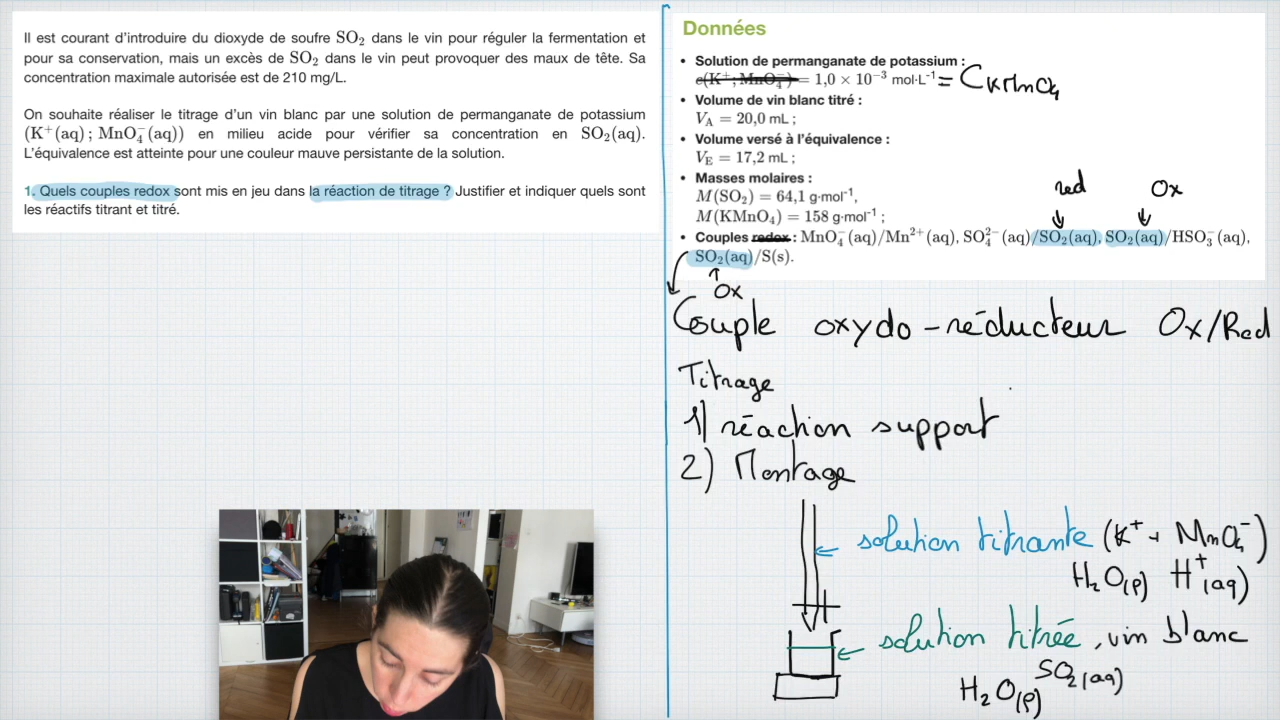 Il est courant d'introduire du dioxyde de soufre SO₂ dans le vin pour réguler la fermentation et
pour sa conservation, mais un excès de SO₂ dans le vin peut provoquer des maux de tête. Sa
concentration maximale autorisée est de 210 mg/L.
On souhaite réaliser le titrage d'un vin blanc par une solution de permanganate de potassium
(K⁺(aq) ; MnO₄⁻(aq)) en milieu acide pour vérifier sa concentration en SO₂(aq).
L'équivalence est atteinte pour une couleur mauve persistante de la solution.
1. Quels couples redox sont mis en jeu dans la réaction de titrage ? Justifier et indiquer quels sont
les réactifs titrant et titré.
Données
• Solution de permanganate de potassium :
c(K⁺ ; MnO₄⁻) = 1,0 × 10⁻³ mol·L⁻¹ = CKMnO₄
• Volume de vin blanc titré :
V_A = 20,0 mL ;
• Volume versé à l'équivalence :
V_E = 17,2 mL ;
• Masses molaires :
M(SO₂) = 64,1 g·mol⁻¹,
M(KMnO₄) = 158 g·mol⁻¹ ;
red Ox
• Couples redox : MnO₄⁻(aq)/Mn²⁺(aq), SO₄²⁻(aq)/SO₂(aq), SO₂(aq)/HSO₃⁻(aq),
SO₂(aq)/S(s).
Ox
Couple oxydo-réducteur Ox/Red
Titrage
1) réaction support
2) Montage
solution titrante (K⁺ + MnO₄⁻)
H₂O(l) H⁺(aq)
solution titrée, vin blanc
SO₂(aq)
H₂O(l)